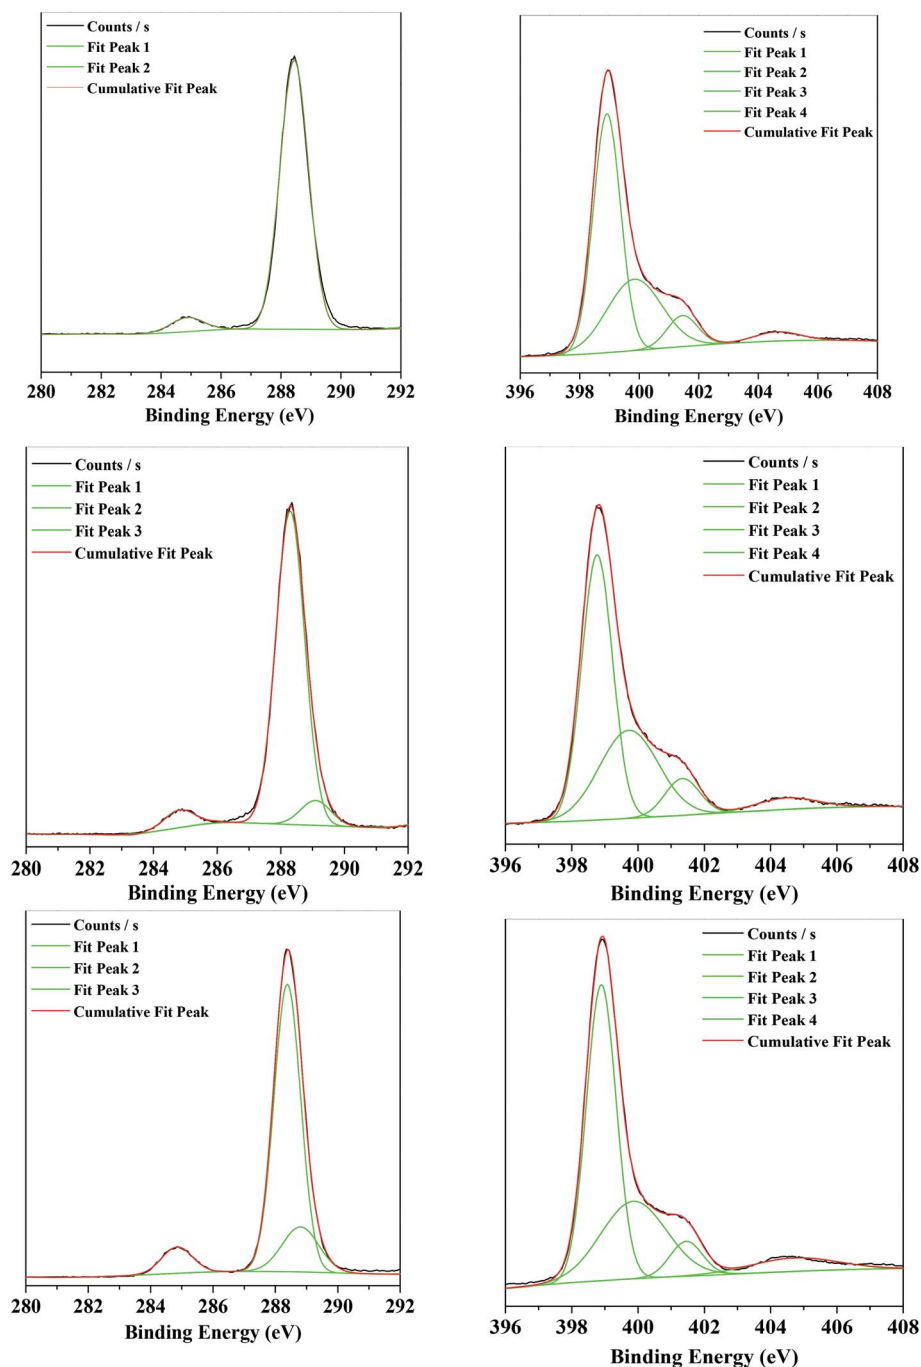 Counts / s
Fit Peak 1
Fit Peak 2
Cumulative Fit Peak
280 282 284 286 288 290 292
Binding Energy (eV)
Counts / s
Fit Peak 1
Fit Peak 2
Fit Peak 3
Fit Peak 4
Cumulative Fit Peak
396 398 400 402 404 406 408
Binding Energy (eV)
Counts / s
Fit Peak 1
Fit Peak 2
Fit Peak 3
Cumulative Fit Peak
280 282 284 286 288 290 292
Binding Energy (eV)
Counts / s
Fit Peak 1
Fit Peak 2
Fit Peak 3
Fit Peak 4
Cumulative Fit Peak
396 398 400 402 404 406 408
Binding Energy (eV)
Counts / s
Fit Peak 1
Fit Peak 2
Fit Peak 3
Cumulative Fit Peak
280 282 284 286 288 290 292
Binding Energy (eV)
Counts / s
Fit Peak 1
Fit Peak 2
Fit Peak 3
Fit Peak 4
Cumulative Fit Peak
396 398 400 402 404 406 408
Binding Energy (eV)